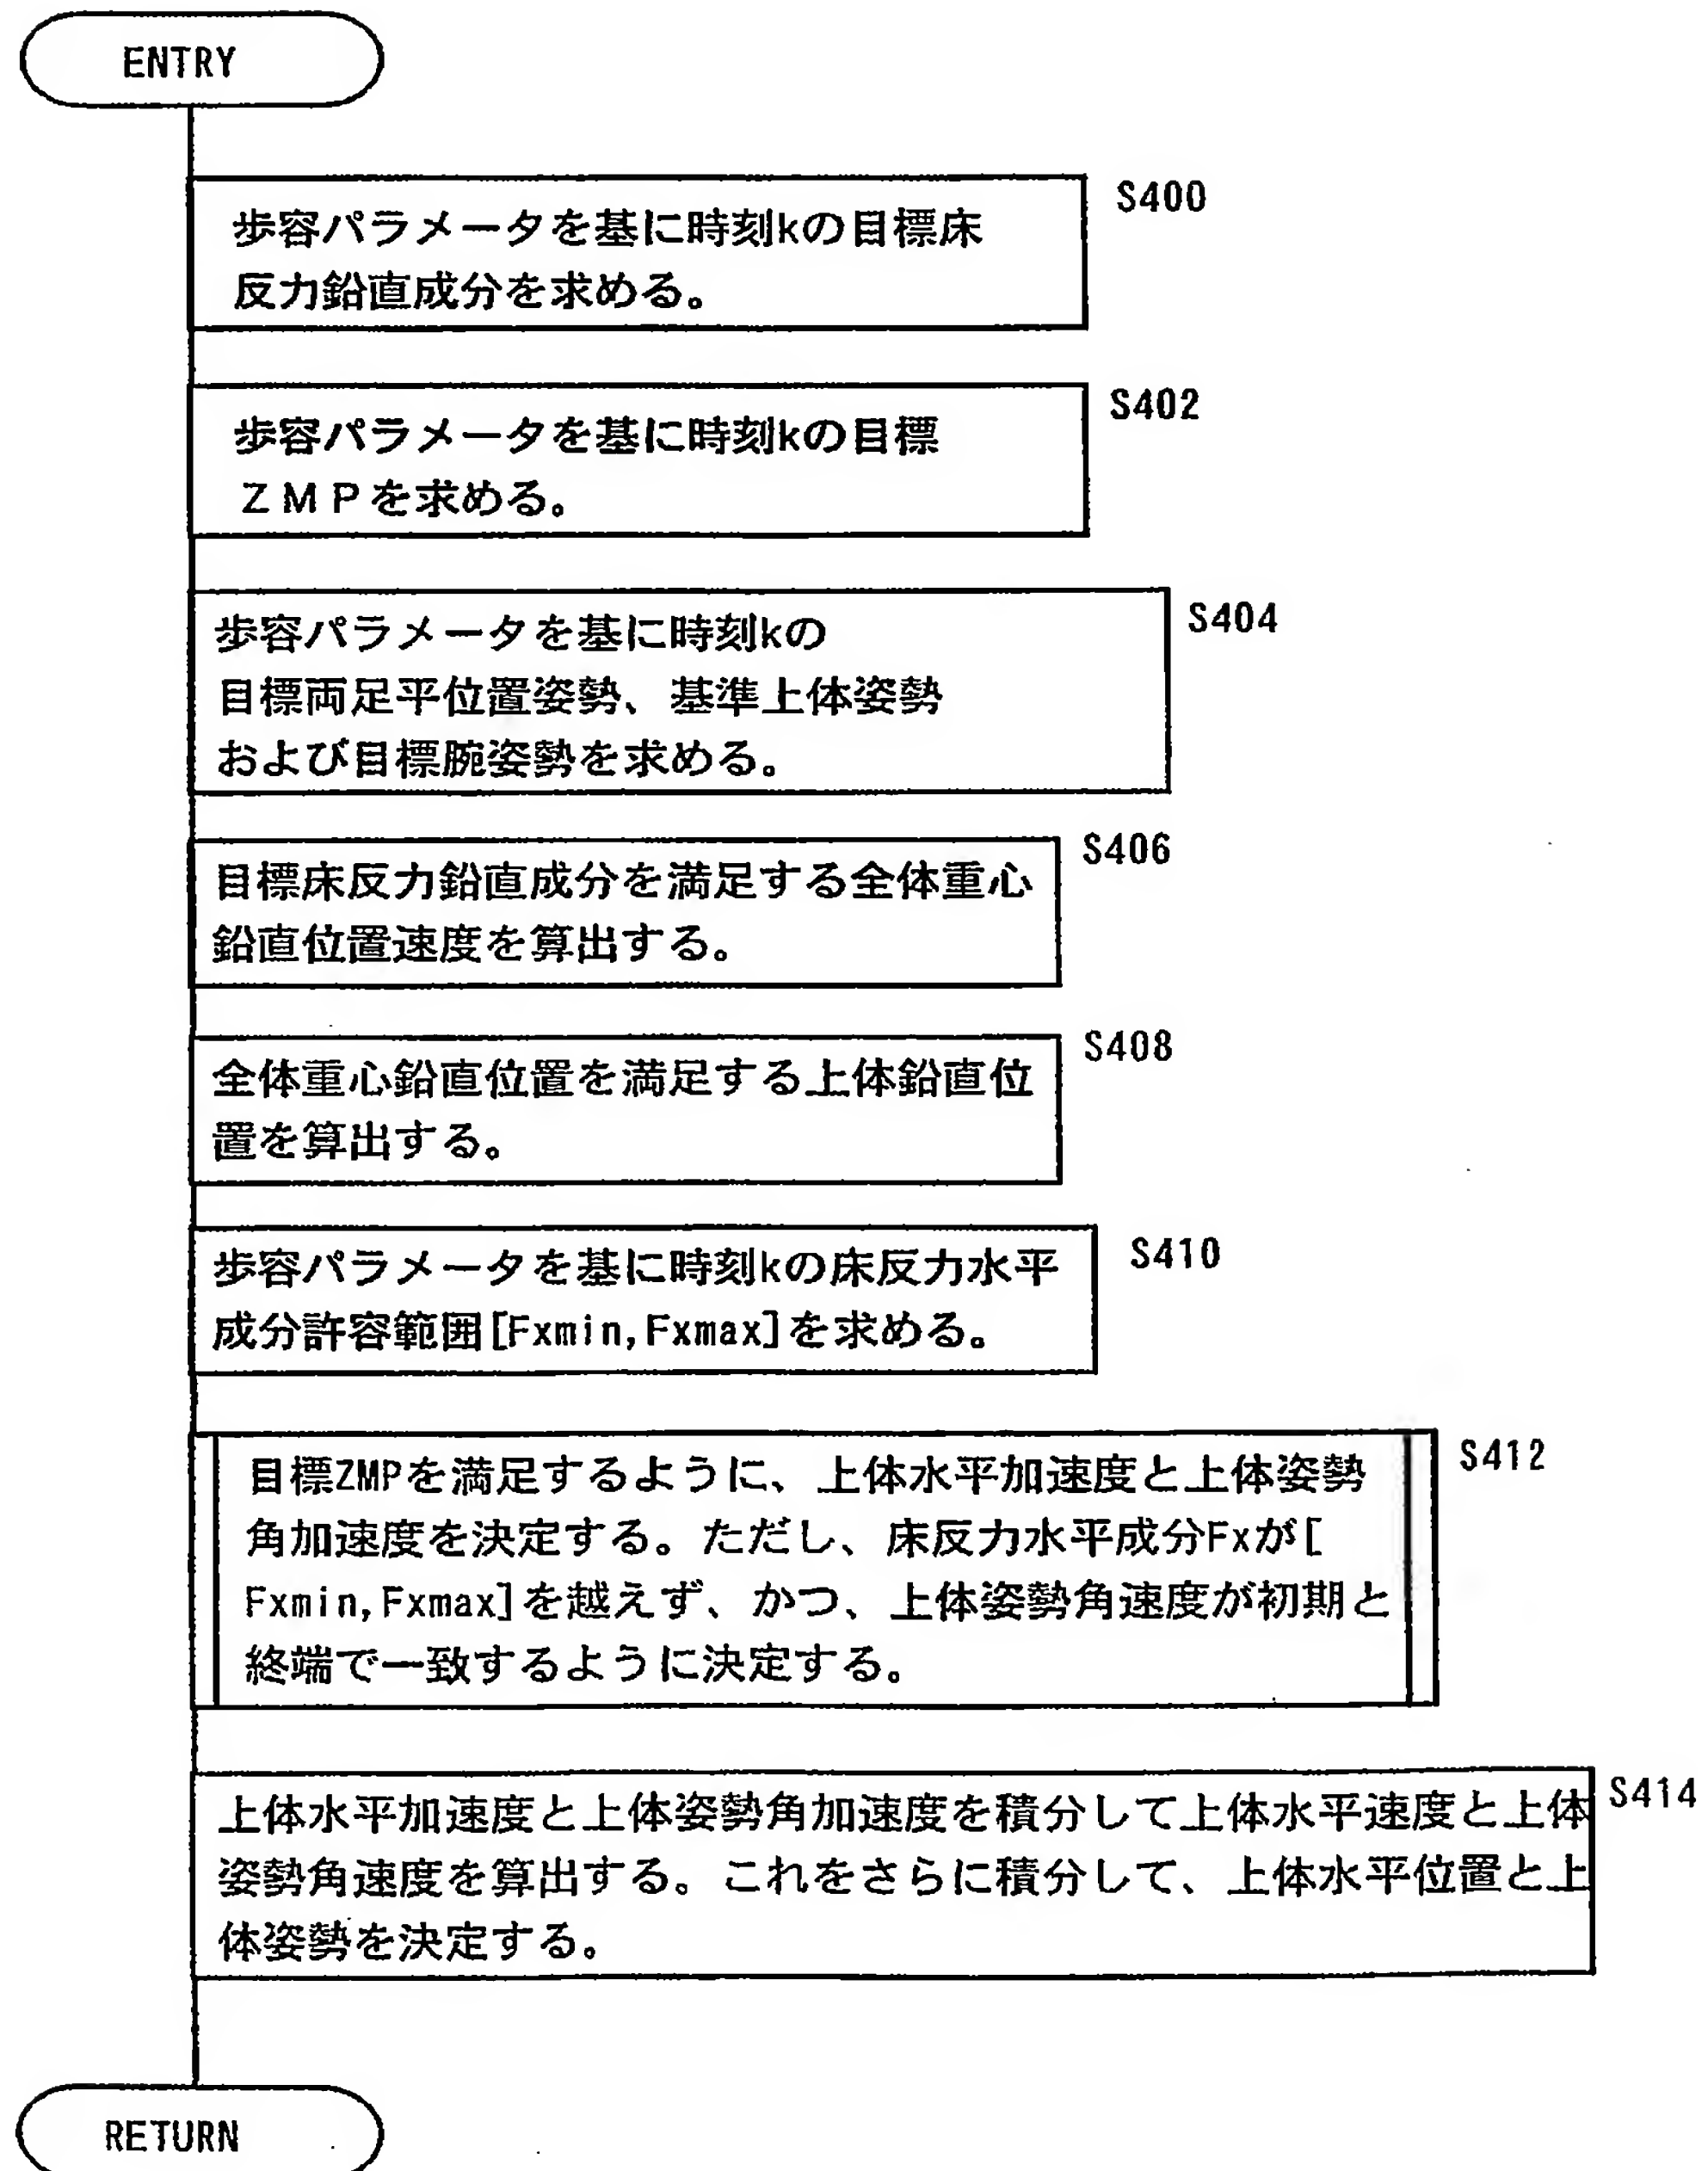 ENTRY
S400
歩容パラメータを基に時刻kの目標床
反力鉛直成分を求める。
S402
歩容パラメータを基に時刻kの目標
ZMPを求める。
S404
歩容パラメータを基に時刻kの
目標両足平位置姿勢、基準上体姿勢
および目標腕姿勢を求める。
S406
目標床反力鉛直成分を満足する全体重心
鉛直位置速度を算出する。
S408
全体重心鉛直位置を満足する上体鉛直位
置を算出する。
S410
歩容パラメータを基に時刻kの床反力水平
成分許容範囲[Fxmin,Fxmax]を求める。
S412
目標ZMPを満足するように、上体水平加速度と上体姿勢
角加速度を決定する。ただし、床反力水平成分Fxが[
Fxmin,Fxmax]を越えず、かつ、上体姿勢角速度が初期と
終端で一致するように決定する。
S414
上体水平加速度と上体姿勢角加速度を積分して上体水平速度と上体
姿勢角速度を算出する。これをさらに積分して、上体水平位置と上
体姿勢を決定する。
RETURN